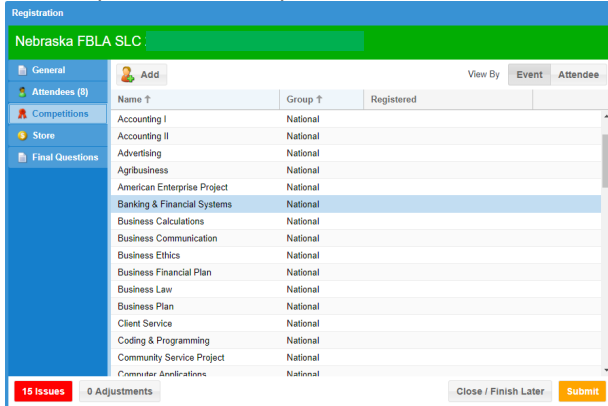 Registration
Nebraska FBLA SLC
General
Attendees (8)
Competitions
Store
Final Questions
Add
View By Event Attendee
Name ↑ Group ↑ Registered
Accounting I National
Accounting II National
Advertising National
Agribusiness National
American Enterprise Project National
Banking & Financial Systems National
Business Calculations National
Business Communication National
Business Ethics National
Business Financial Plan National
Business Law National
Business Plan National
Client Service National
Coding & Programming National
Community Service Project National
Computer Applications National
15 Issues 0 Adjustments Close / Finish Later Submit